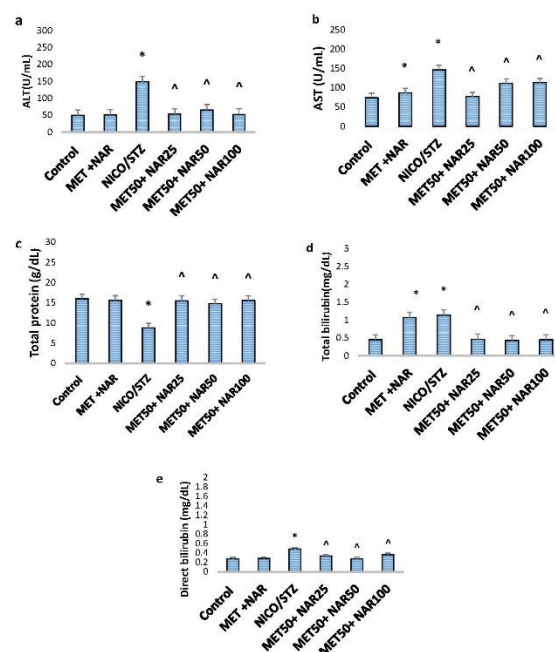 a
ALT(U/mL)
300
250
200
150
100
50
0
*
^
^
^
Control
MET +NAR
NICO/STZ
MET50+ NAR25
MET50+ NAR50
MET50+ NAR100
b
AST (U/mL)
250
200
150
100
50
0
*
*
^
^
^
Control
MET +NAR
NICO/STZ
MET50+ NAR25
MET50+ NAR50
MET50+ NAR100
c
Total protein (g/dL)
30
25
20
15
10
5
0
*
^
^
^
Control
MET +NAR
NICO/STZ
MET50+ NAR25
MET50+ NAR50
MET50+ NAR100
d
Total bilirubin(mg/dL)
3
2.5
2
1.5
1
0.5
0
*
*
^
^
^
Control
MET +NAR
NICO/STZ
MET50+ NAR25
MET50+ NAR50
MET50+ NAR100
e
Direct bilirubin (mg/dL)
2
1.8
1.6
1.4
1.2
1
0.8
0.6
0.4
0.2
0
*
^
^
^
Control
MET +NAR
NICO/STZ
MET50+ NAR25
MET50+ NAR50
MET50+ NAR100